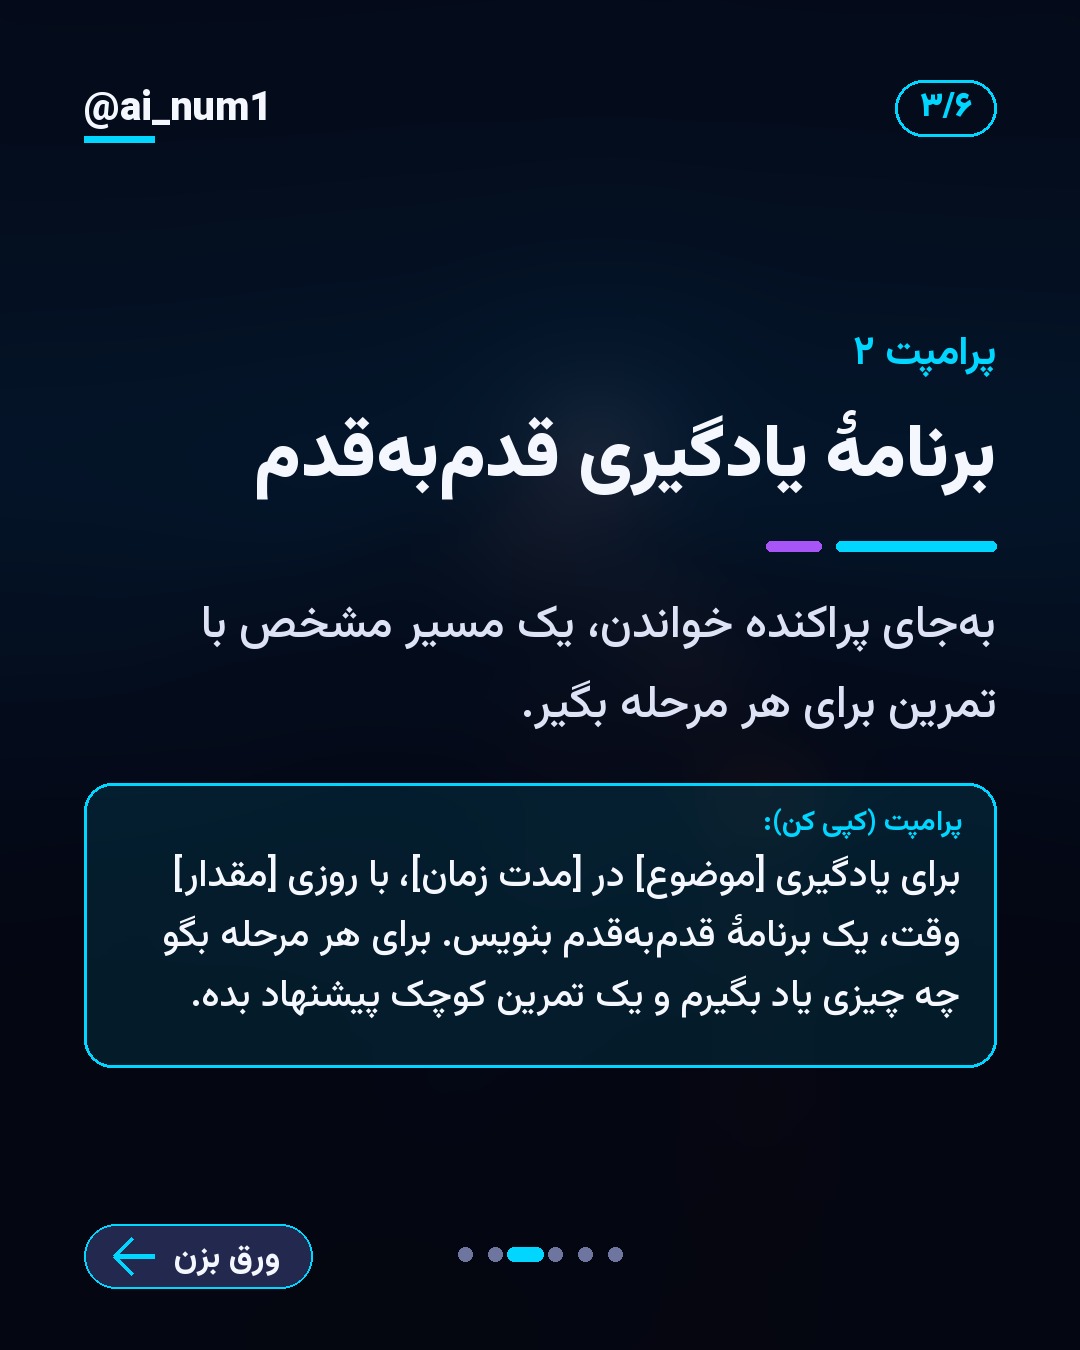 @ai_num1
۳/۶
پرامپت ۲
برنامهٔ یادگیری قدم‌به‌قدم
به‌جای پراکنده خواندن، یک مسیر مشخص با
تمرین برای هر مرحله بگیر.
پرامپت (کپی کن):
برای یادگیری [موضوع] در [مدت زمان]، با روزی [مقدار]
وقت، یک برنامهٔ قدم‌به‌قدم بنویس. برای هر مرحله بگو
چه چیزی یاد بگیرم و یک تمرین کوچک پیشنهاد بده.
ورق بزن